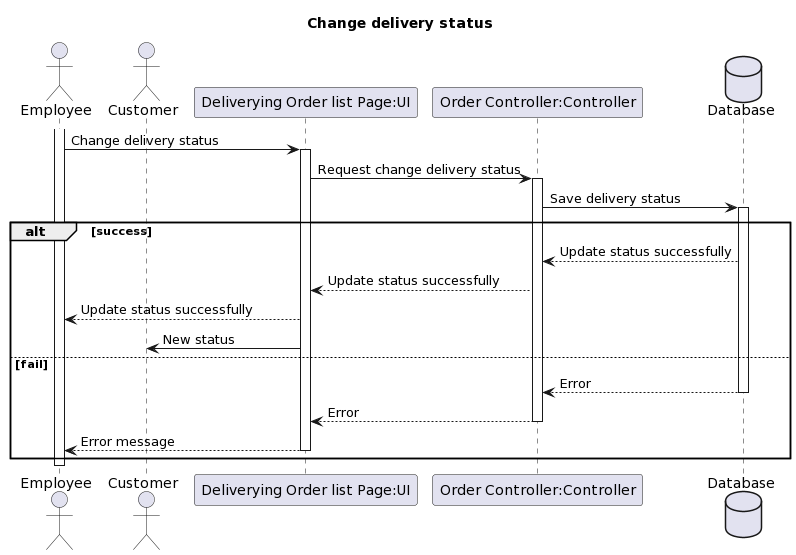 Change delivery status
Employee
Customer
Deliverying Order list Page:UI
Order Controller:Controller
Database
Change delivery status
Request change delivery status
Save delivery status
alt
[success]
Update status successfully
Update status successfully
Update status successfully
New status
[fail]
Error
Error
Error message
Employee
Customer
Deliverying Order list Page:UI
Order Controller:Controller
Database